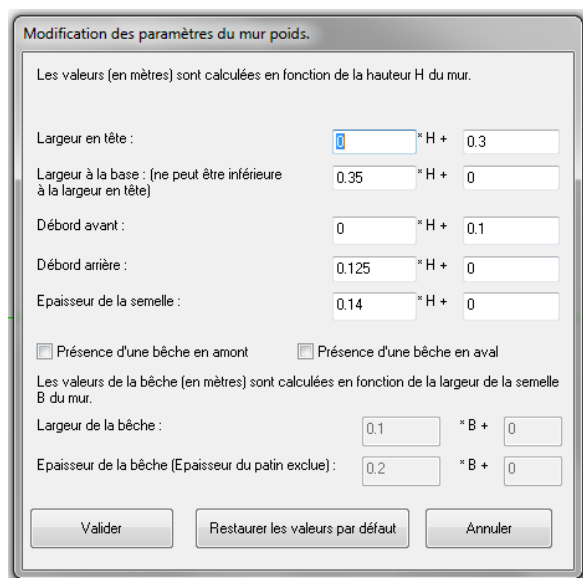 Modification des paramètres du mur poids.
Les valeurs (en mètres) sont calculées en fonction de la hauteur H du mur.
Largeur en tête : 0 * H + 0.3
Largeur à la base : (ne peut être inférieure
à la largeur en tête) 0.35 * H + 0
Débord avant : 0 * H + 0.1
Débord arrière : 0.125 * H + 0
Epaisseur de la semelle : 0.14 * H + 0
Présence d'une bêche en amont Présence d'une bêche en aval
Les valeurs de la bêche (en mètres) sont calculées en fonction de la largeur de la semelle
B du mur.
Largeur de la bêche : 0.1 * B + 0
Epaisseur de la bêche (Epaisseur du patin exclue) : 0.2 * B + 0
Valider Restaurer les valeurs par défaut Annuler